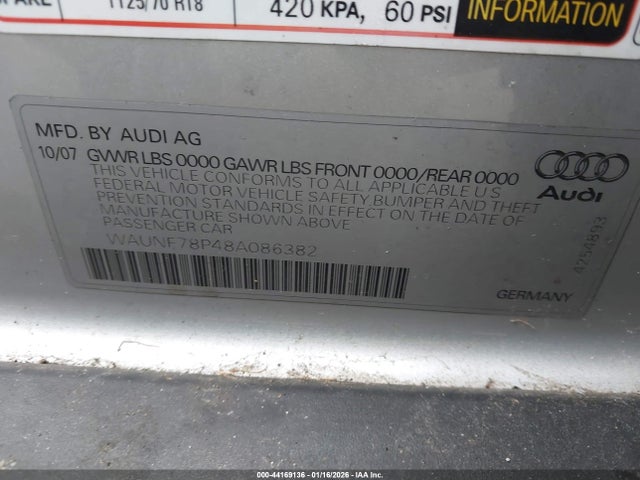 T125/70 R18
420 KPA, 60 PSI
INFORMATION
MFD. BY AUDI AG
10/07 GVWR LBS 0000 GAWR LBS FRONT 0000/REAR 0000
THIS VEHICLE CONFORMS TO ALL APPLICABLE U S
FEDERAL MOTOR VEHICLE SAFETY BUMPER AND THEFT
PREVENTION STANDARDS IN EFFECT ON THE DATE OF
MANUFACTURE SHOWN ABOVE
PASSENGER CAR
WAUNF78P48A086382
Audi
4254893
GERMANY
000-44169136 - 01/16/2026 - IAA Inc.